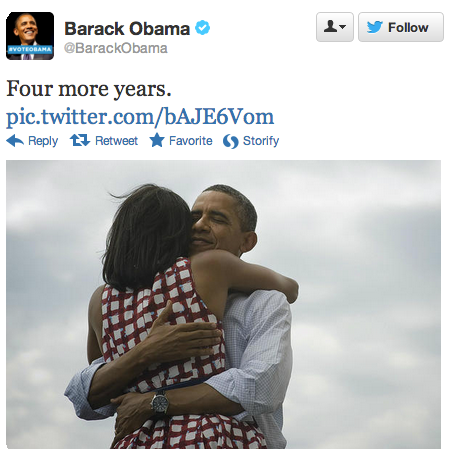 Barack Obama
@BarackObama
#VOTEOBAMA
Follow
Four more years.
pic.twitter.com/bAJE6Vom
Reply Retweet Favorite Storify